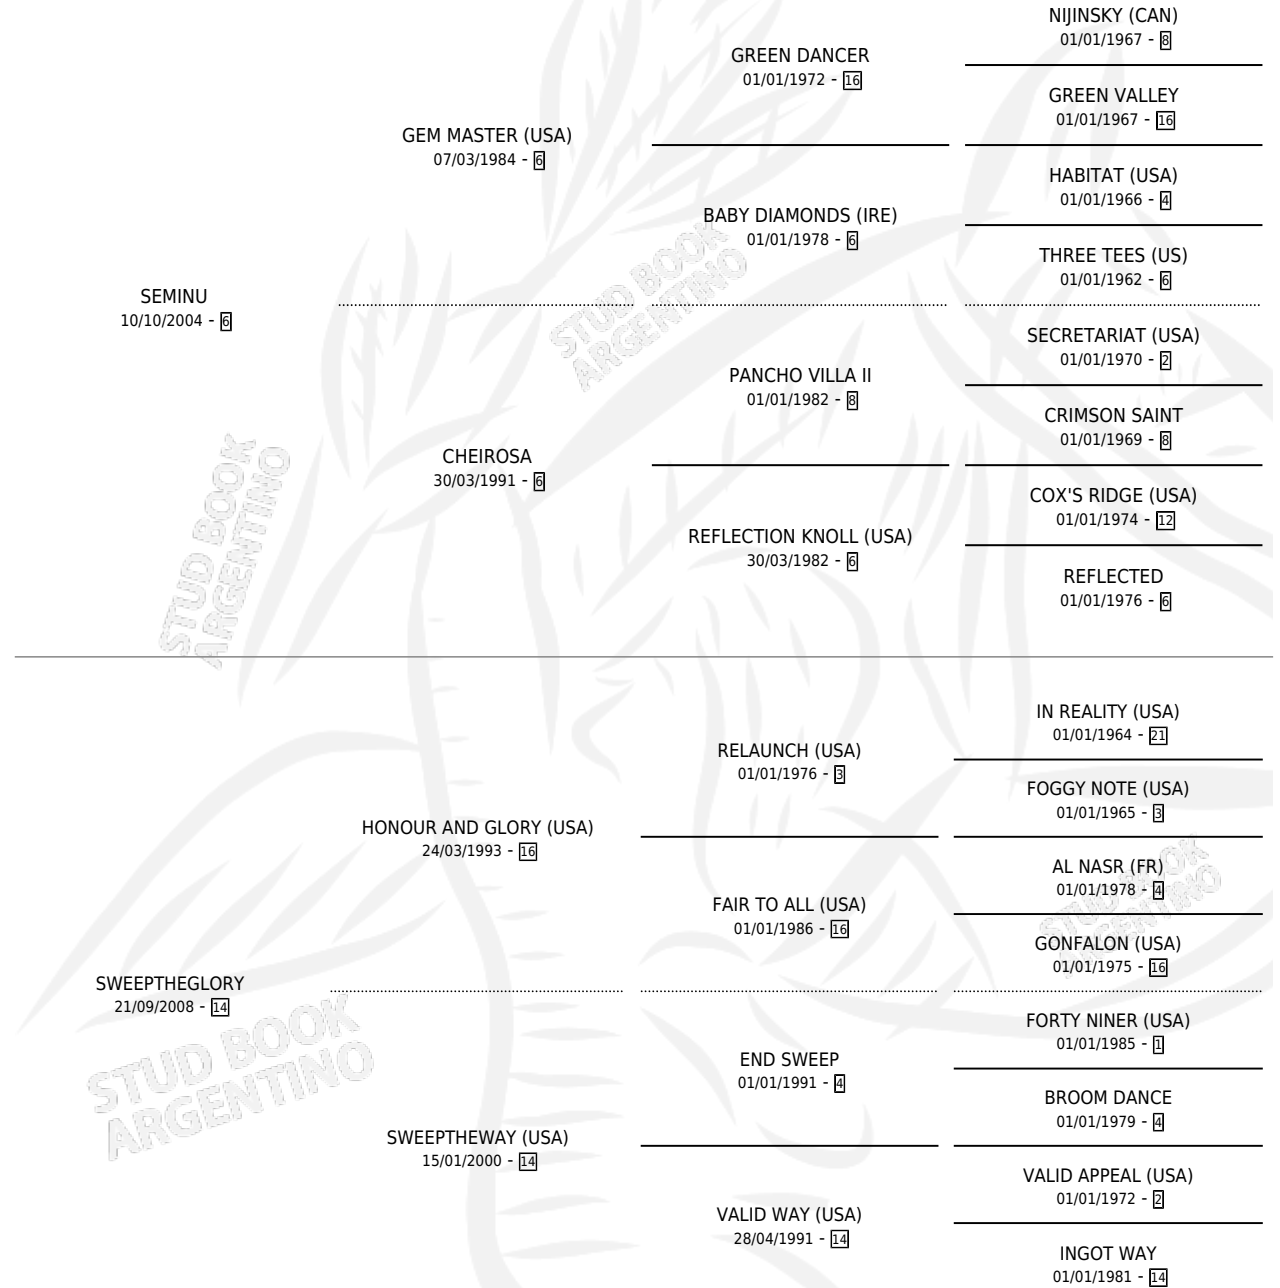 NIJINSKY (CAN)
01/01/1967 - 8
GREEN DANCER
01/01/1972 - 16
GREEN VALLEY
01/01/1967 - 16
GEM MASTER (USA)
07/03/1984 - 6
HABITAT (USA)
01/01/1966 - 4
BABY DIAMONDS (IRE)
01/01/1978 - 6
THREE TEES (US)
01/01/1962 - 6
SEMINU
10/10/2004 - 6
STUD BOOK
ARGENTINO
SECRETARIAT (USA)
01/01/1970 - 2
PANCHO VILLA II
01/01/1982 - 8
CRIMSON SAINT
01/01/1969 - 8
CHEIROSA
30/03/1991 - 6
COX'S RIDGE (USA)
01/01/1974 - 12
REFLECTION KNOLL (USA)
30/03/1982 - 6
REFLECTED
01/01/1976 - 6
STUD BOOK
ARGENTINO
IN REALITY (USA)
01/01/1964 - 21
RELAUNCH (USA)
01/01/1976 - 3
FOGGY NOTE (USA)
01/01/1965 - 3
HONOUR AND GLORY (USA)
24/03/1993 - 16
AL NASR (FR)
01/01/1978 - 4
FAIR TO ALL (USA)
01/01/1986 - 16
STUD BOOK
ARGENTINO
GONFALON (USA)
01/01/1975 - 16
SWEEPTHEGLORY
21/09/2008 - 14
STUD BOOK
ARGENTINO
FORTY NINER (USA)
01/01/1985 - 1
END SWEEP
01/01/1991 - 4
BROOM DANCE
01/01/1979 - 4
SWEEPTHEWAY (USA)
15/01/2000 - 14
VALID APPEAL (USA)
01/01/1972 - 2
VALID WAY (USA)
28/04/1991 - 14
INGOT WAY
01/01/1981 - 14